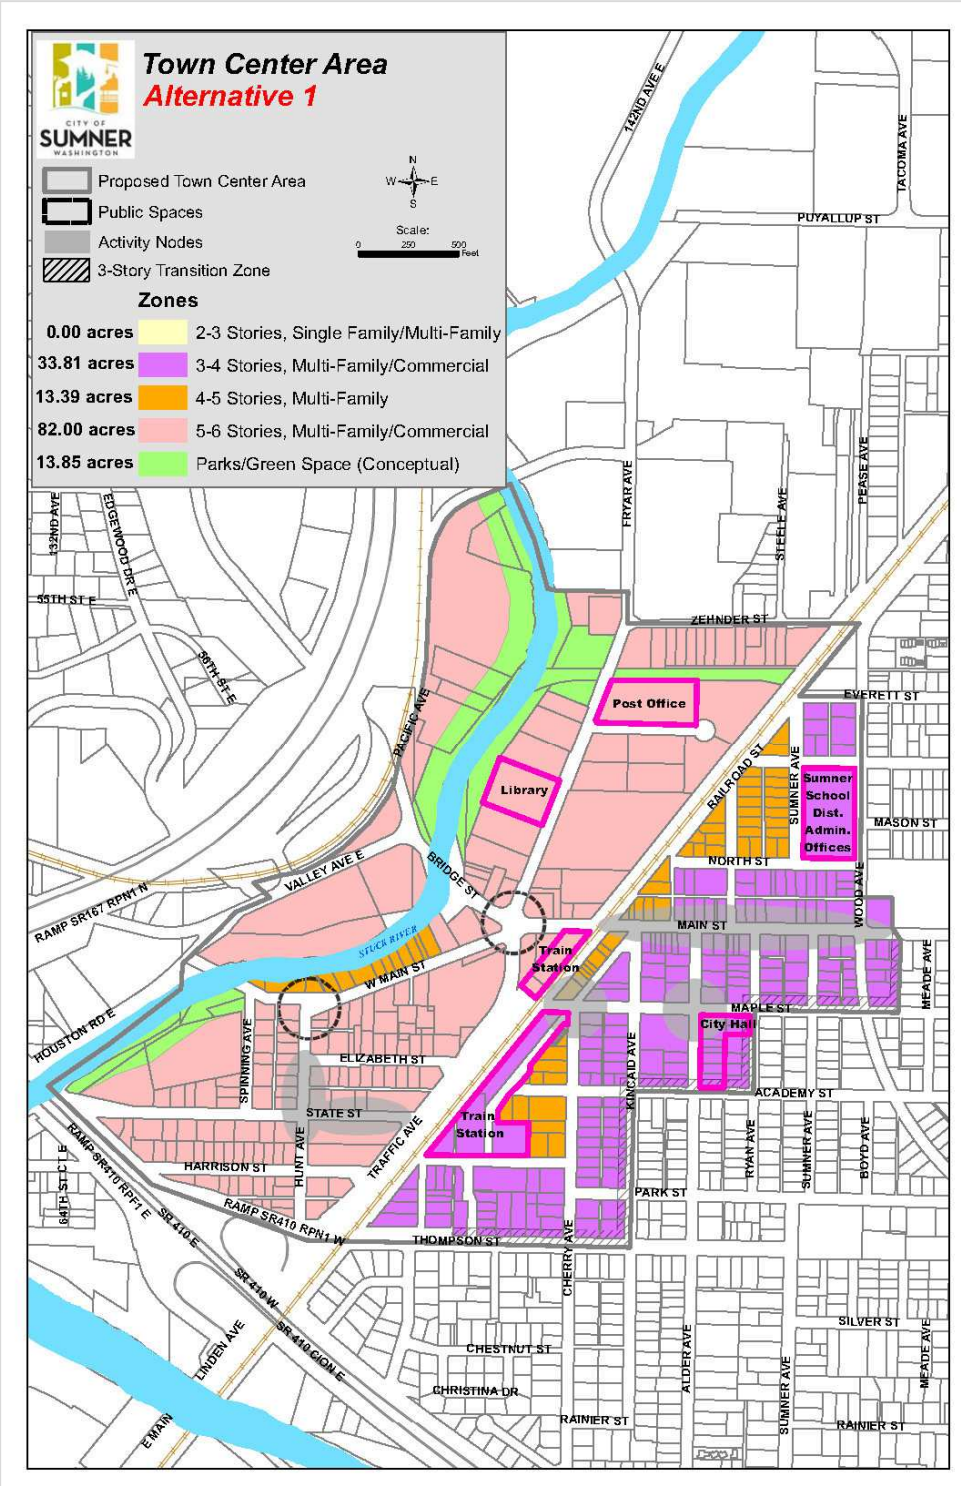 CITY OF
SUMNER
WASHINGTON
Town Center Area
Alternative 1
Proposed Town Center Area
Public Spaces
Activity Nodes
3-Story Transition Zone
N
W E
S
Scale:
0 250 500
Feet
Zones
0.00 acres 2-3 Stories, Single Family/Multi-Family
33.81 acres 3-4 Stories, Multi-Family/Commercial
13.39 acres 4-5 Stories, Multi-Family
82.00 acres 5-6 Stories, Multi-Family/Commercial
13.85 acres Parks/Green Space (Conceptual)
142ND AVE E
TACOMA AVE
PUYALLUP ST
132ND AVE
EDGEWOOD DR E
FRYAR AVE
STEELE AVE
PEASE AVE
55TH ST E
56TH ST E
ZEHNDER ST
EVERETT ST
PACIFIC AVE
Post Office
Library
RAILROAD ST
SUMNER AVE
Sumner
School
Dist.
Admin.
Offices
MASON ST
NORTH ST
WOOD AVE
VALLEY AVE E
BRIDGE ST
RAMP SR167 RPN1 N
MAIN ST
STUCK RIVER
W MAIN ST
Train
Station
MEADE AVE
MAPLE ST
City Hall
HOUSTON RD E
SPINNING AVE
ELIZABETH ST
KINCAID AVE
ACADEMY ST
STATE ST
TRAFFIC AVE
Train
Station
HUNT AVE
HARRISON ST
RYAN AVE
SUMNER AVE
BOYD AVE
64TH ST CT E
RAMP SR410 RPF1 E
RAMP SR410 RPN1 W
PARK ST
THOMPSON ST
CHERRY AVE
SR 410 E
SR 410 W
SR 410 CION E
LINDEN AVE
E MAIN
CHESTNUT ST
CHRISTINA DR
RAINIER ST
ALDER AVE
SUMNER AVE
SILVER ST
MEADE AVE
RAINIER ST